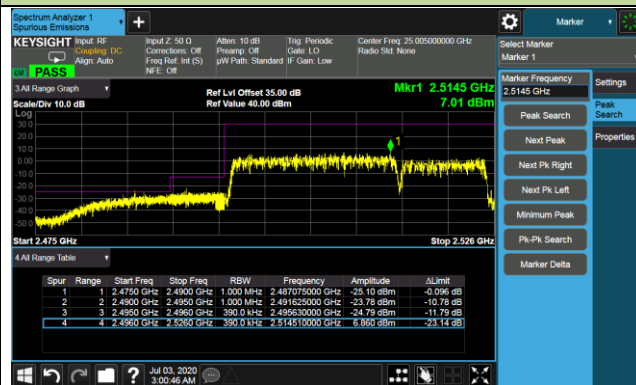 Spectrum Analyzer 1
Spurious Emissions
+
Marker
KEYSIGHT Input: RF Input Z: 50 Ω Atten: 10 dB Trig: Periodic Center Freq: 25.005000000 GHz
Coupling: DC Corrections: Off Preamp: Off Gate: LO Radio Std: None
Align: Auto Freq Ref: Int (S) µW Path: Standard IF Gain: Low
NFE: Off
PASS
Select Marker
Marker 1
3 All Range Graph
Ref Lvl Offset 35.00 dB
Mkr1 2.5145 GHz
Scale/Div 10.0 dB
Ref Value 40.00 dBm
7.01 dBm
Log
30.0
20.0
10.0
0.00
-10.0
-20.0
-30.0
-40.0
-50.0
1
Start 2.475 GHz
Stop 2.526 GHz
Marker Frequency
2.5145 GHz
Peak Search
Next Peak
Next Pk Right
Next Pk Left
Minimum Peak
Pk-Pk Search
Marker Delta
Settings
Peak
Search
Properties
4 All Range Table
Spur Range Start Freq Stop Freq RBW Frequency Amplitude ΔLimit
1 1 2.4750 GHz 2.4900 GHz 1.000 MHz 2.487075000 GHz -25.10 dBm -0.096 dB
2 2 2.4900 GHz 2.4950 GHz 1.000 MHz 2.491625000 GHz -23.78 dBm -10.78 dB
3 3 2.4950 GHz 2.4960 GHz 390.0 kHz 2.495630000 GHz -24.79 dBm -11.79 dB
4 4 2.4960 GHz 2.5260 GHz 390.0 kHz 2.514510000 GHz 6.860 dBm -23.14 dB
?
Jul 03, 2020
3:00:46 AM